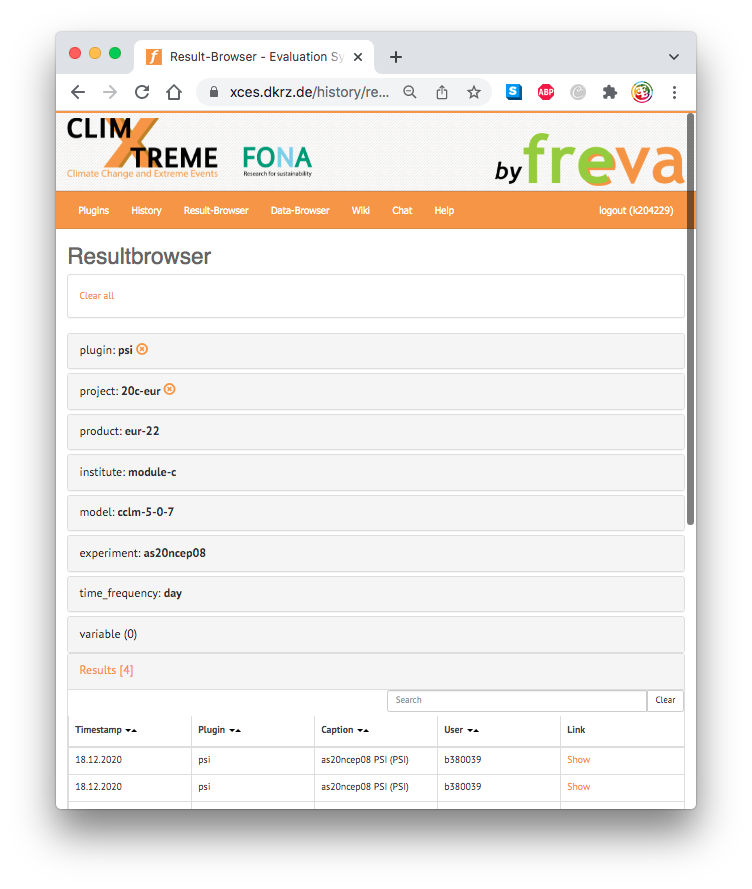 Result-Browser - Evaluation Sy
xces.dkrz.de/history/re...
S
ABP
CLIM
XTREME
Climate Change and Extreme Events
FONA
Research for sustainability
by freva
Plugins History Result-Browser Data-Browser Wiki Chat Help logout (k204229)
Resultbrowser
Clear all
plugin: psi
project: 20c-eur
product: eur-22
institute: module-c
model: cclm-5-0-7
experiment: as20ncep08
time_frequency: day
variable (0)
Results [4]
Search Clear
Timestamp Plugin Caption User Link
18.12.2020 psi as20ncep08 PSI (PSI) b380039 Show
18.12.2020 psi as20ncep08 PSI (PSI) b380039 Show